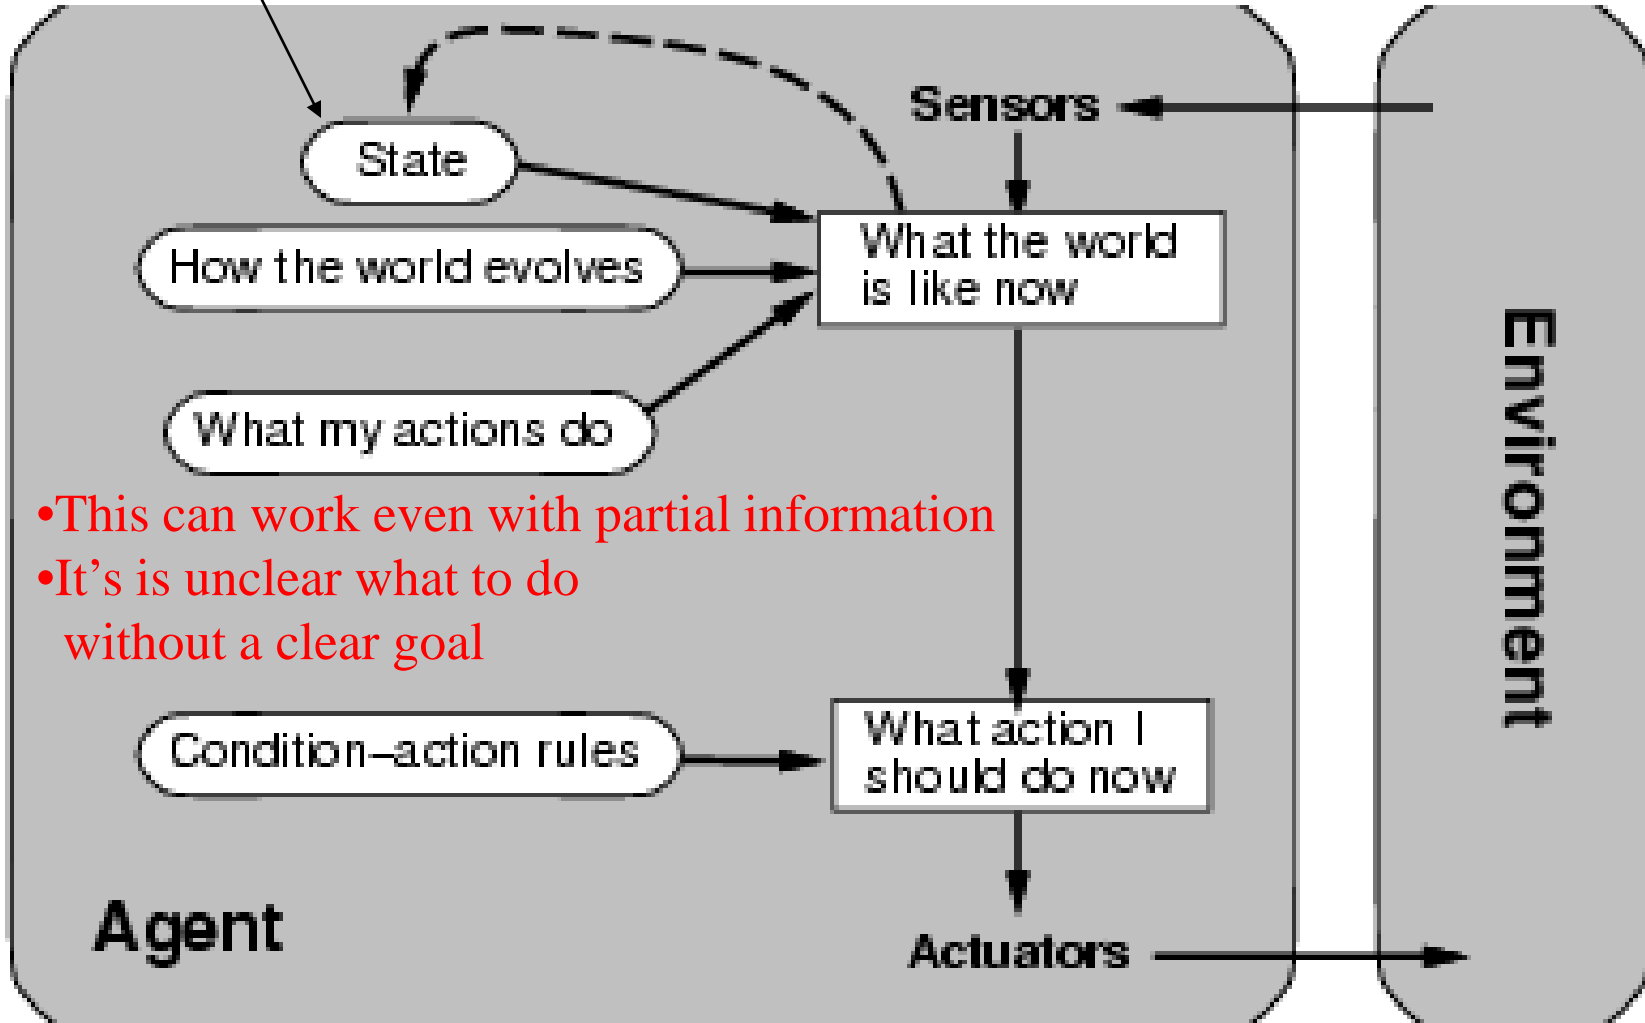 Sensors
State
What the world
is like now
How the world evolves
What my actions do
•This can work even with partial information
•It’s is unclear what to do
without a clear goal
Condition–action rules
What action I
should do now
Agent
Actuators
Environment